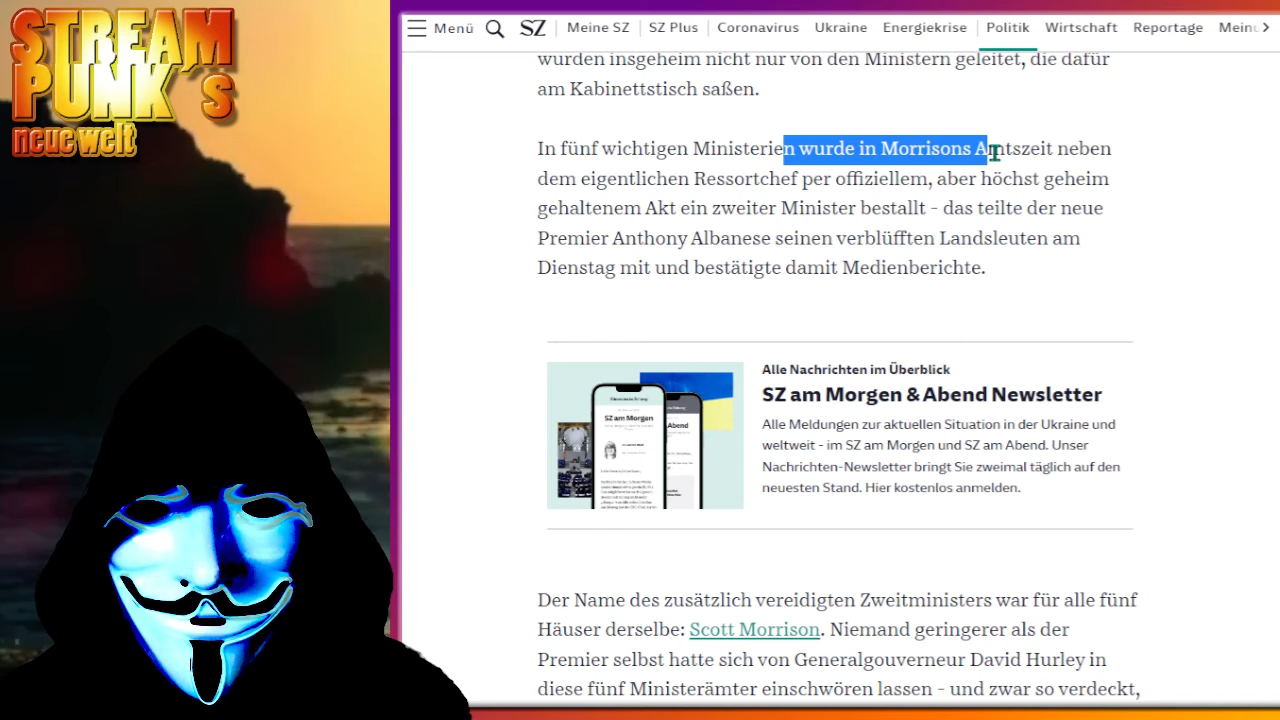 STREAM
PUNK´s
neue welt
Menü
SZ
Meine SZ
SZ Plus
Coronavirus
Ukraine
Energiekrise
Politik
Wirtschaft
Reportage
Meinu
wurden insgeheim nicht nur von den Ministern geleitet, die dafür
am Kabinettstisch saßen.
In fünf wichtigen Ministerien wurde in Morrisons Amtszeit neben
dem eigentlichen Ressortchef per offiziellem, aber höchst geheim
gehaltenem Akt ein zweiter Minister bestallt - das teilte der neue
Premier Anthony Albanese seinen verblüfften Landsleuten am
Dienstag mit und bestätigte damit Medienberichte.
SZ am Morgen
Abend
Alle Nachrichten im Überblick
SZ am Morgen & Abend Newsletter
Alle Meldungen zur aktuellen Situation in der Ukraine und
weltweit - im SZ am Morgen und SZ am Abend. Unser
Nachrichten-Newsletter bringt Sie zweimal täglich auf den
neuesten Stand. Hier kostenlos anmelden.
Der Name des zusätzlich vereidigten Zweitministers war für alle fünf
Häuser derselbe: Scott Morrison. Niemand geringerer als der
Premier selbst hatte sich von Generalgouverneur David Hurley in
diese fünf Ministerämter einschwören lassen - und zwar so verdeckt,